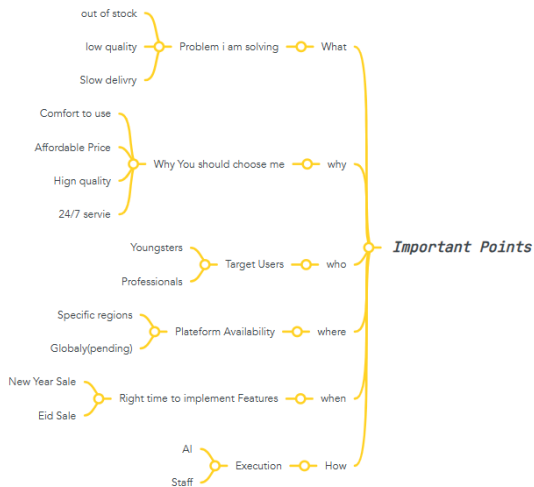 out of stock
low quality
Slow delivry
Problem i am solving
What
Comfort to use
Affordable Price
Hign quality
24/7 servie
Why You should choose me
why
Important Points
Youngsters
Professionals
Target Users
who
Specific regions
Globaly(pending)
Plateform Availability
where
New Year Sale
Eid Sale
Right time to implement Features
when
AI
Staff
Execution
How